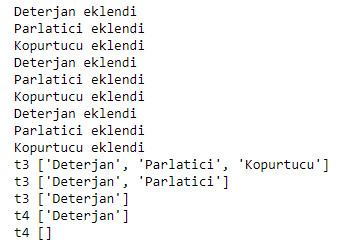 Deterjan eklendi
Parlatici eklendi
Kopurtucu eklendi
Deterjan eklendi
Parlatici eklendi
Kopurtucu eklendi
Deterjan eklendi
Parlatici eklendi
Kopurtucu eklendi
t3 ['Deterjan', 'Parlatici', 'Kopurtucu']
t3 ['Deterjan', 'Parlatici']
t3 ['Deterjan']
t4 ['Deterjan']
t4 []